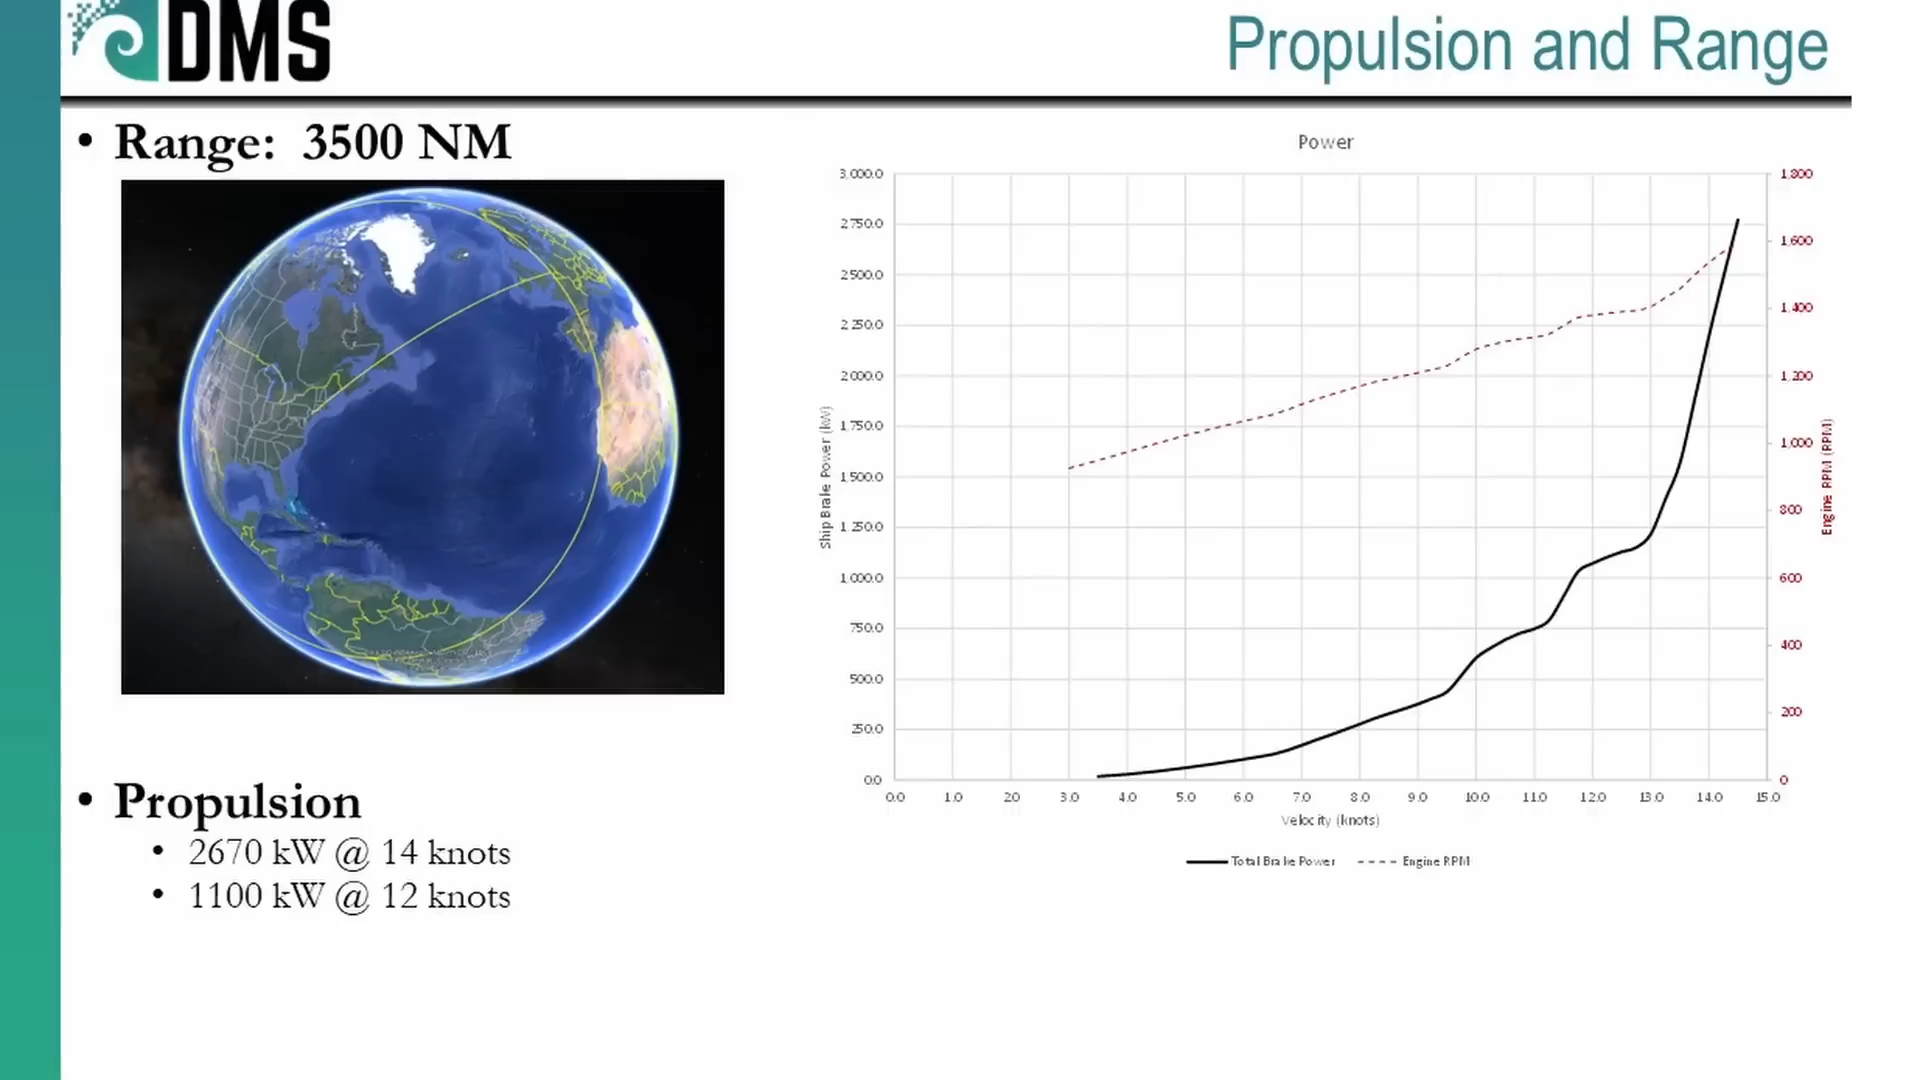 DMS
Propulsion and Range
• Range: 3500 NM
• Propulsion
• 2670 kW @ 14 knots
• 1100 kW @ 12 knots
Power
3 000.0
2 750.0
2 500.0
2 250.0
2 000.0
1 750.0
1 500.0
1 250.0
1 000.0
750.0
500.0
250.0
0.0
Ship Brake Power (kW)
1,800
1,600
1,400
1,200
1,000
800
600
400
200
0
Engine RPM (RPM)
0.0 1.0 2.0 3.0 4.0 5.0 6.0 7.0 8.0 9.0 10.0 11.0 12.0 13.0 14.0 15.0
Velocity (knots)
Total Brake Power Engine RPM